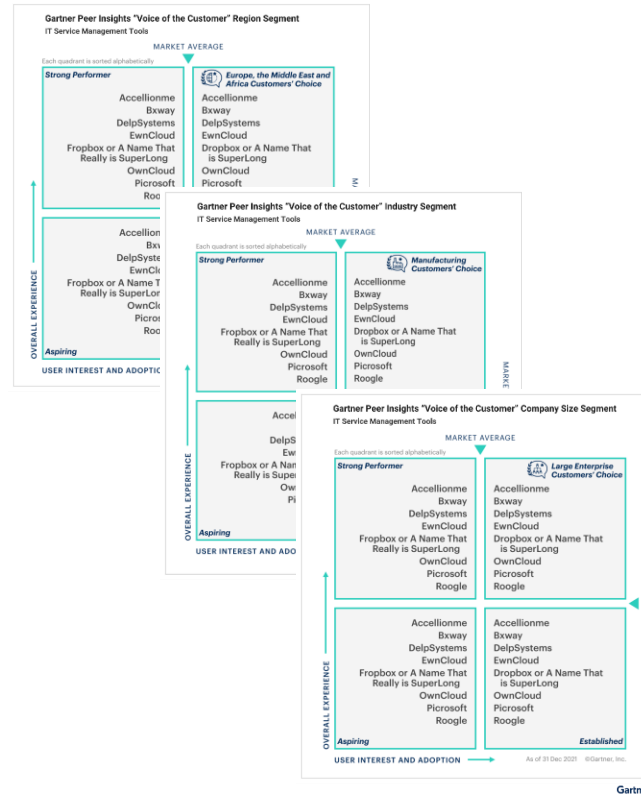 Gartner Peer Insights "Voice of the Customer" Region Segment
IT Service Management Tools
MARKET AVERAGE
Each quadrant is sorted alphabetically
Strong Performer
Accellionme
Bxway
DelpSystems
EwnCloud
Fropbox or A Name That
Really is SuperLong
OwnCloud
Picrosoft
Europe, the Middle East and
Africa Customers' Choice
Accellionme
Bxway
DelpSystems
EwnCloud
Dropbox or A Name That
is SuperLong
OwnCloud
Picrosoft
Fropbox or A Name
Really is
Aspiring
OVERALL EXPERIENCE
USER INTEREST AND
Gartner Peer Insights "Voice of the Customer" Industry Segment
IT Service Management Tools
MARKET AVERAGE
Each quadrant is sorted alphabetically
Strong Performer
Accellionme
Bxway
DelpSystems
EwnCloud
Fropbox or A Name That
Really is SuperLong
OwnCloud
Picrosoft
Roogle
Manufacturing
Customers' Choice
Accellionme
Bxway
DelpSystems
EwnCloud
Dropbox or A Name That
is SuperLong
OwnCloud
Picrosoft
Roogle
Fropbox or A Name
Really is
Aspiring
OVERALL EXPERIENCE
USER INTEREST AND
Gartner Peer Insights "Voice of the Customer" Company Size Segment
IT Service Management Tools
MARKET AVERAGE
Each quadrant is sorted alphabetically
Strong Performer
Accellionme
Bxway
DelpSystems
EwnCloud
Fropbox or A Name That
Really is SuperLong
OwnCloud
Picrosoft
Roogle
Large Enterprise
Customers' Choice
Accellionme
Bxway
DelpSystems
EwnCloud
Dropbox or A Name That
is SuperLong
OwnCloud
Picrosoft
Roogle
Accellionme
Bxway
DelpSystems
EwnCloud
Fropbox or A Name That
Really is SuperLong
OwnCloud
Picrosoft
Roogle
Aspiring
Accellionme
Bxway
DelpSystems
EwnCloud
Dropbox or A Name That
is SuperLong
OwnCloud
Picrosoft
Roogle
Established
OVERALL EXPERIENCE
USER INTEREST AND ADOPTION
As of 31 Dec 2021 ©Gartner, Inc.